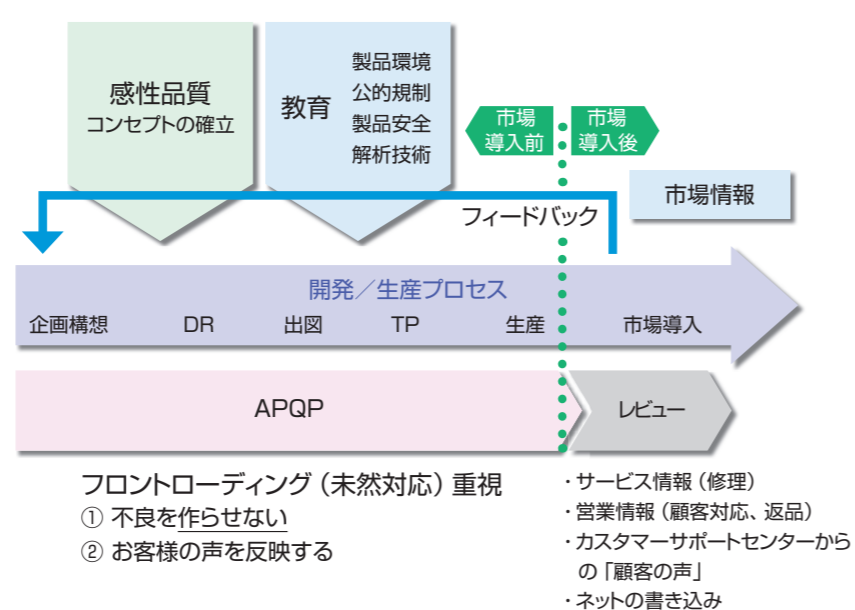 感性品質
コンセプトの確立
教育
製品環境
公的規制
製品安全
解析技術
市場
導入前
市場
導入後
市場情報
フィードバック
開発／生産プロセス
企画構想
DR
出図
TP
生産
市場導入
APQP
レビュー
フロントローディング（未然対応）重視
① 不良を作らせない
② お客様の声を反映する
・サービス情報（修理）
・営業情報（顧客対応、返品）
・カスタマーサポートセンターから
の「顧客の声」
・ネットの書き込み